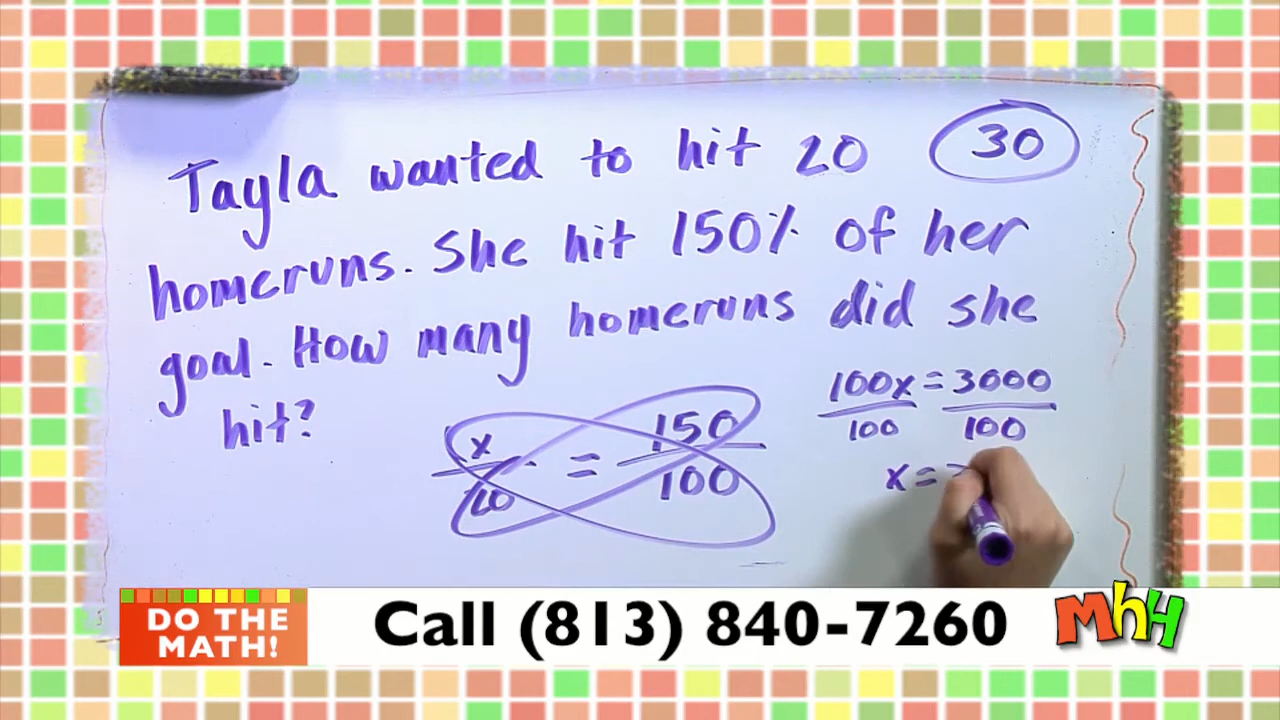 Tayla wanted to hit 20
30
homeruns. She hit 150% of her
goal. How many homeruns did she
hit?
x/20 = 150/100
100x = 3000
100 100
x =
DO THE
MATH!
Call (813) 840-7260
Mh4